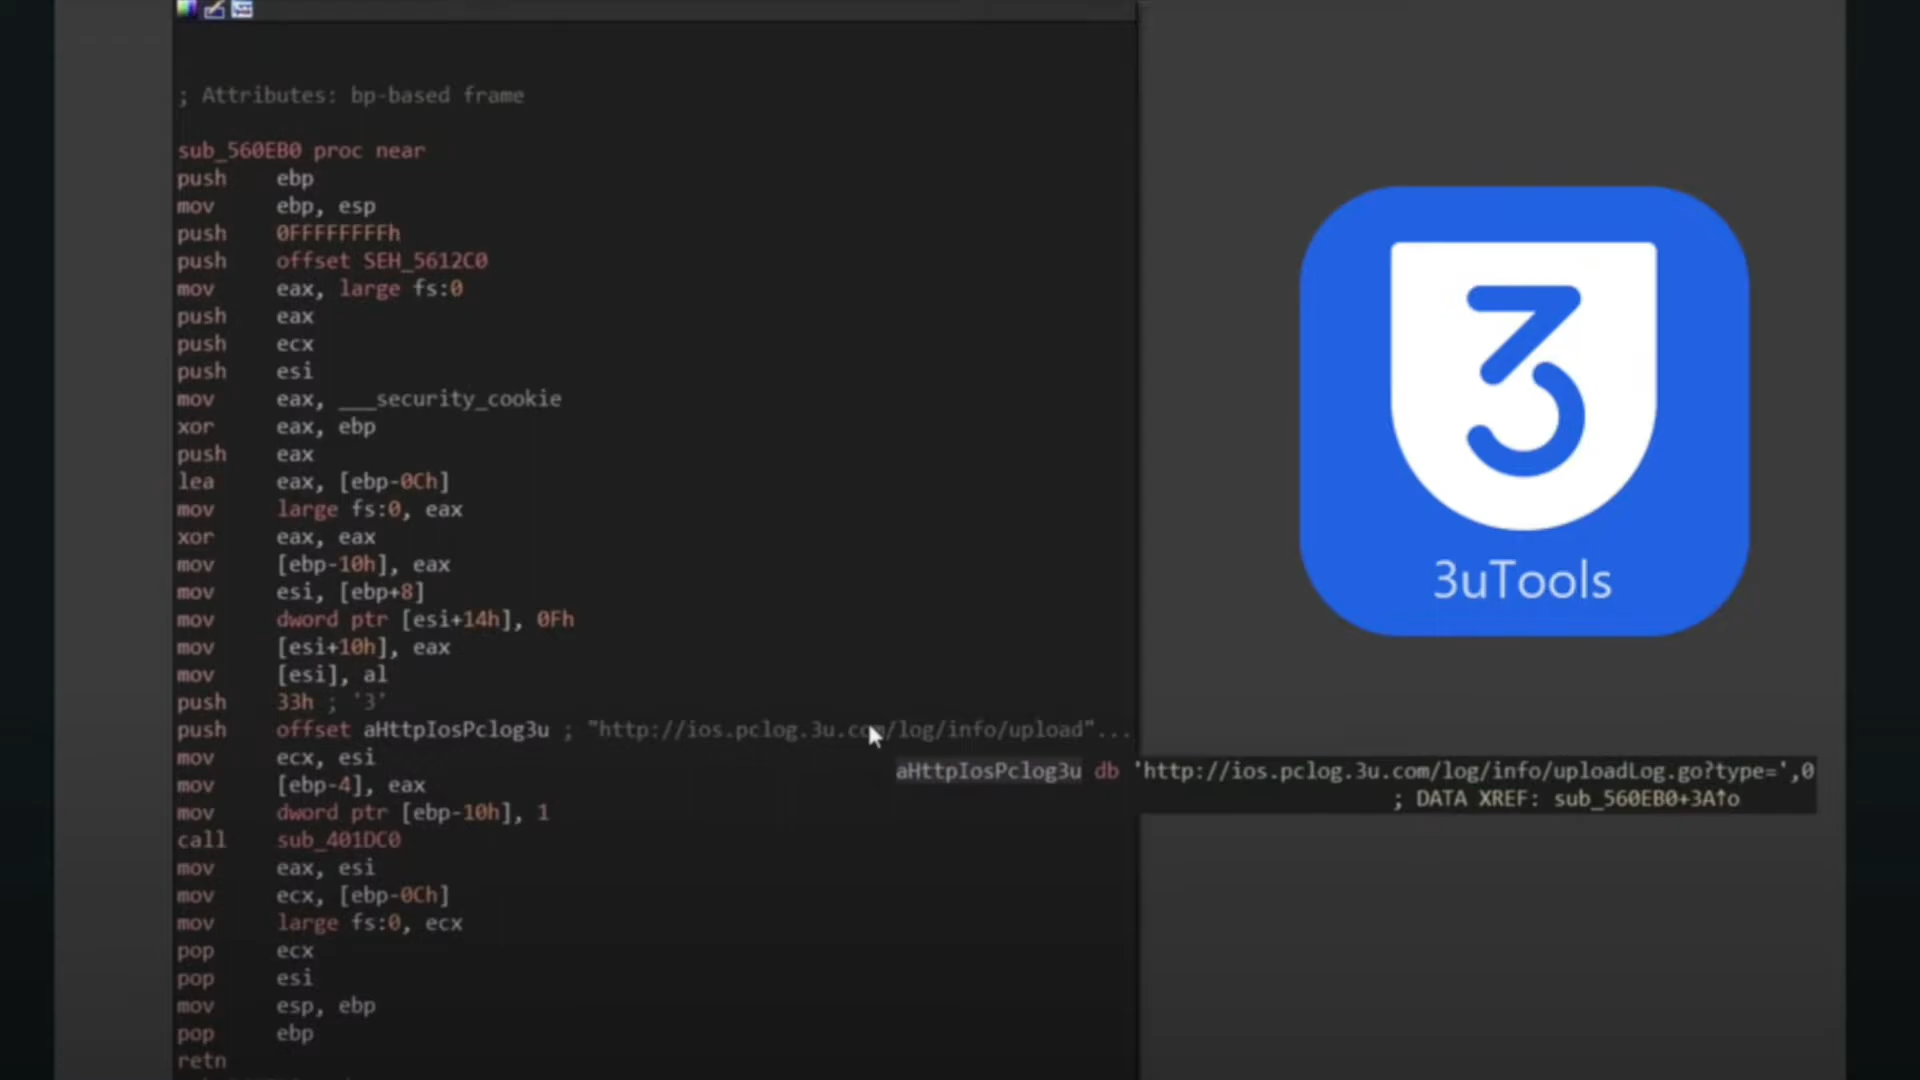 ; Attributes: bp-based frame
sub_560EB0 proc near
push ebp
mov ebp, esp
push 0FFFFFFFFh
push offset SEH_5612C0
mov eax, large fs:0
push eax
push ecx
push esi
mov eax, ___security_cookie
xor eax, ebp
push eax
lea eax, [ebp-0Ch]
mov large fs:0, eax
xor eax, eax
mov [ebp-10h], eax
mov esi, [ebp+8]
mov dword ptr [esi+14h], 0Fh
mov [esi+10h], eax
mov [esi], al
push 33h ; '3'
push offset aHttpIosPclog3u ; "http://ios.pclog.3u.com/log/info/upload"...
mov ecx, esi
mov [ebp-4], eax
mov dword ptr [ebp-10h], 1
call sub_401DC0
mov eax, esi
mov ecx, [ebp-0Ch]
mov large fs:0, ecx
pop ecx
pop esi
mov esp, ebp
pop ebp
retn
aHttpIosPclog3u db 'http://ios.pclog.3u.com/log/info/uploadLog.go?type=',0
; DATA XREF: sub_560EB0+3A↑o
3
3uTools